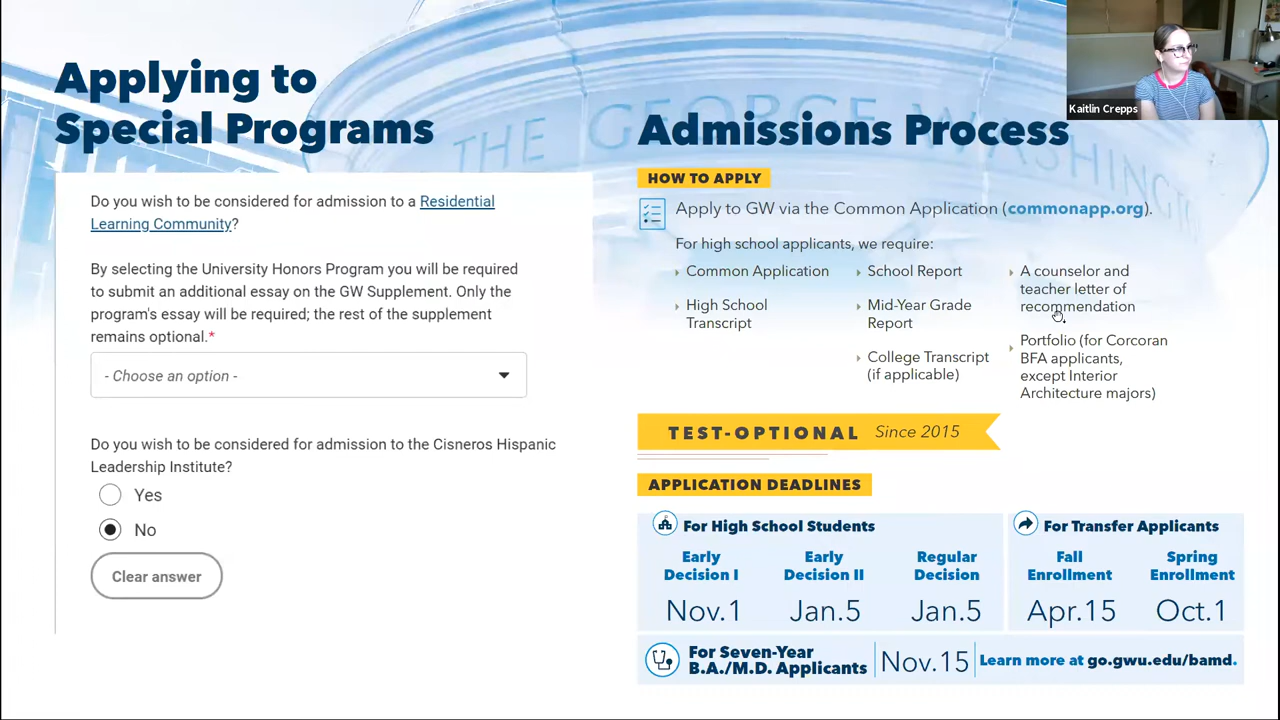 Applying to
Special Programs
Do you wish to be considered for admission to a Residential
Learning Community?
By selecting the University Honors Program you will be required
to submit an additional essay on the GW Supplement. Only the
program's essay will be required; the rest of the supplement
remains optional.*
- Choose an option -
Do you wish to be considered for admission to the Cisneros Hispanic
Leadership Institute?
Yes
No
Clear answer
THE GEORGE WASHINGTON
Kaitlin Crepps
Admissions Process
HOW TO APPLY
Apply to GW via the Common Application (commonapp.org).
For high school applicants, we require:
Common Application
High School
Transcript
School Report
Mid-Year Grade
Report
College Transcript
(if applicable)
A counselor and
teacher letter of
recommendation
Portfolio (for Corcoran
BFA applicants,
except Interior
Architecture majors)
TEST-OPTIONAL Since 2015
APPLICATION DEADLINES
For High School Students
Early
Decision I
Nov.1
Early
Decision II
Jan.5
Regular
Decision
Jan.5
For Transfer Applicants
Fall
Enrollment
Apr.15
Spring
Enrollment
Oct.1
For Seven-Year
B.A./M.D. Applicants
Nov.15
Learn more at go.gwu.edu/bamd.